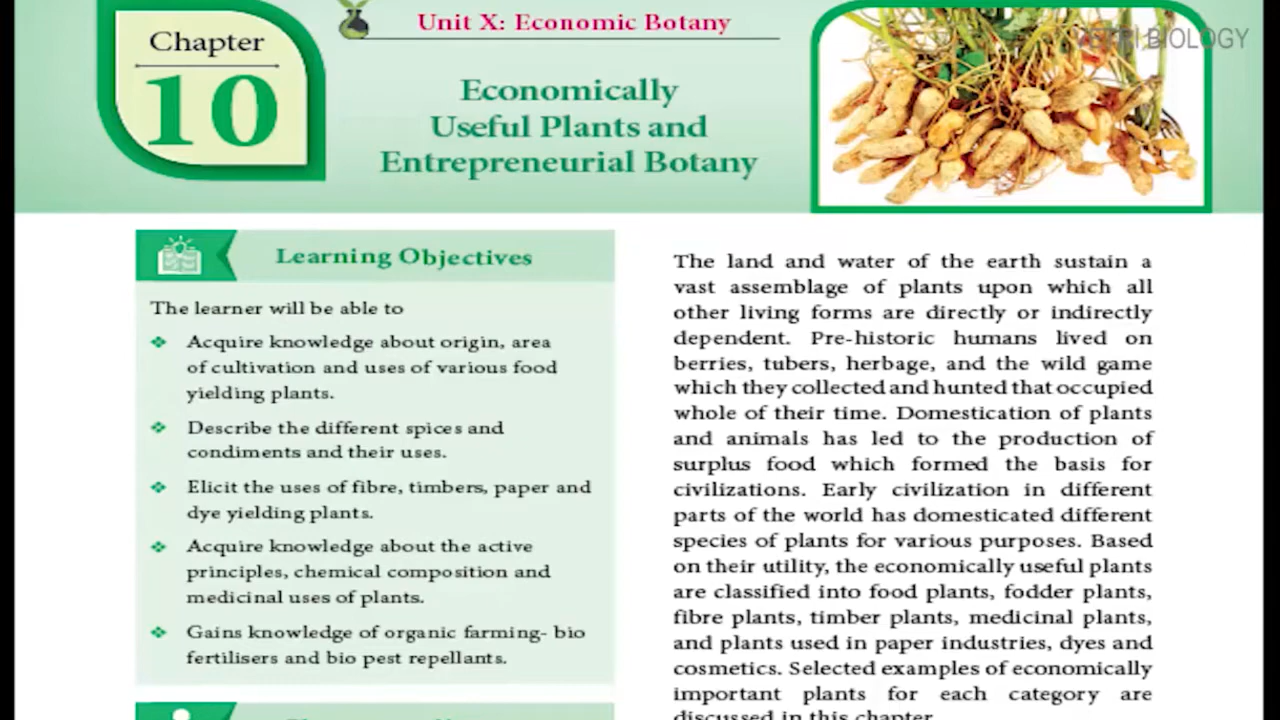 Chapter
10
Unit X: Economic Botany
Economically
Useful Plants and
Entrepreneurial Botany
BIOLOGY
Learning Objectives
The learner will be able to
Acquire knowledge about origin, area
of cultivation and uses of various food
yielding plants.
Describe the different spices and
condiments and their uses.
Elicit the uses of fibre, timbers, paper and
dye yielding plants.
Acquire knowledge about the active
principles, chemical composition and
medicinal uses of plants.
Gains knowledge of organic farming- bio
fertilisers and bio pest repellants.
The land and water of the earth sustain a
vast assemblage of plants upon which all
other living forms are directly or indirectly
dependent. Pre-historic humans lived on
berries, tubers, herbage, and the wild game
which they collected and hunted that occupied
whole of their time. Domestication of plants
and animals has led to the production of
surplus food which formed the basis for
civilizations. Early civilization in different
parts of the world has domesticated different
species of plants for various purposes. Based
on their utility, the economically useful plants
are classified into food plants, fodder plants,
fibre plants, timber plants, medicinal plants,
and plants used in paper industries, dyes and
cosmetics. Selected examples of economically
important plants for each category are
discussed in this chapter.